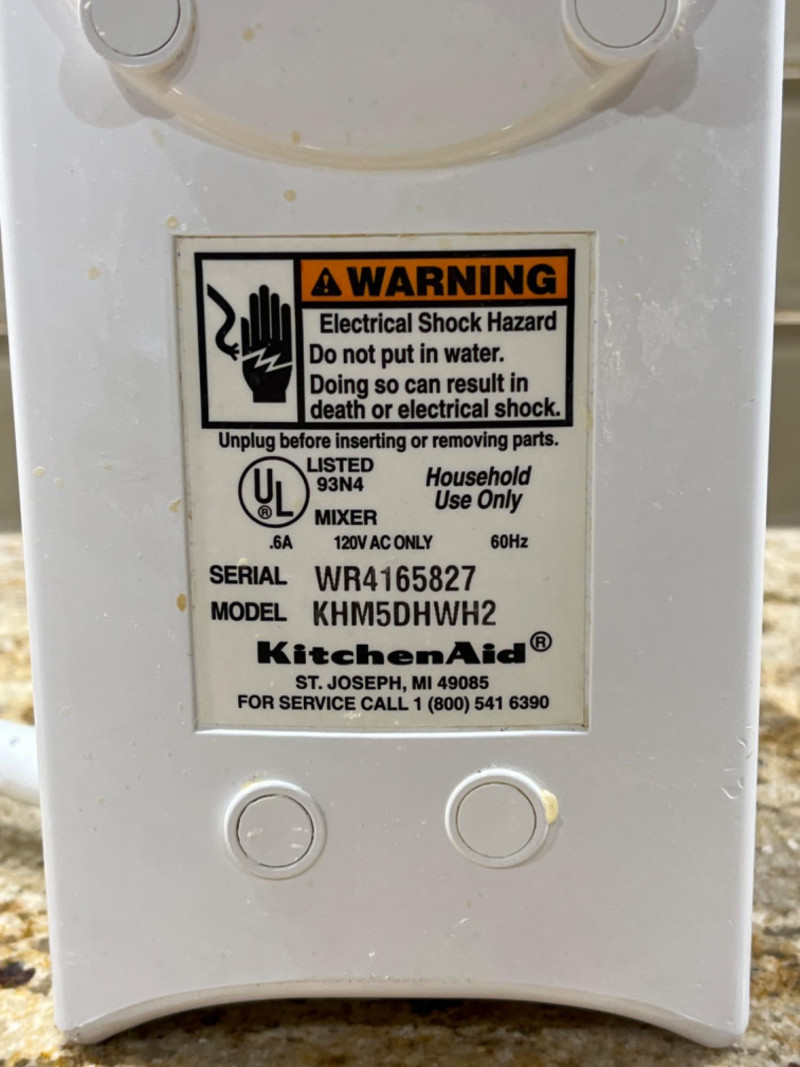 WARNING
Electrical Shock Hazard
Do not put in water.
Doing so can result in
death or electrical shock.
Unplug before inserting or removing parts.
UL® LISTED
93N4
MIXER
Household
Use Only
.6A 120V AC ONLY 60Hz
SERIAL WR4165827
MODEL KHM5DHWH2
KitchenAid®
ST. JOSEPH, MI 49085
FOR SERVICE CALL 1 (800) 541 6390